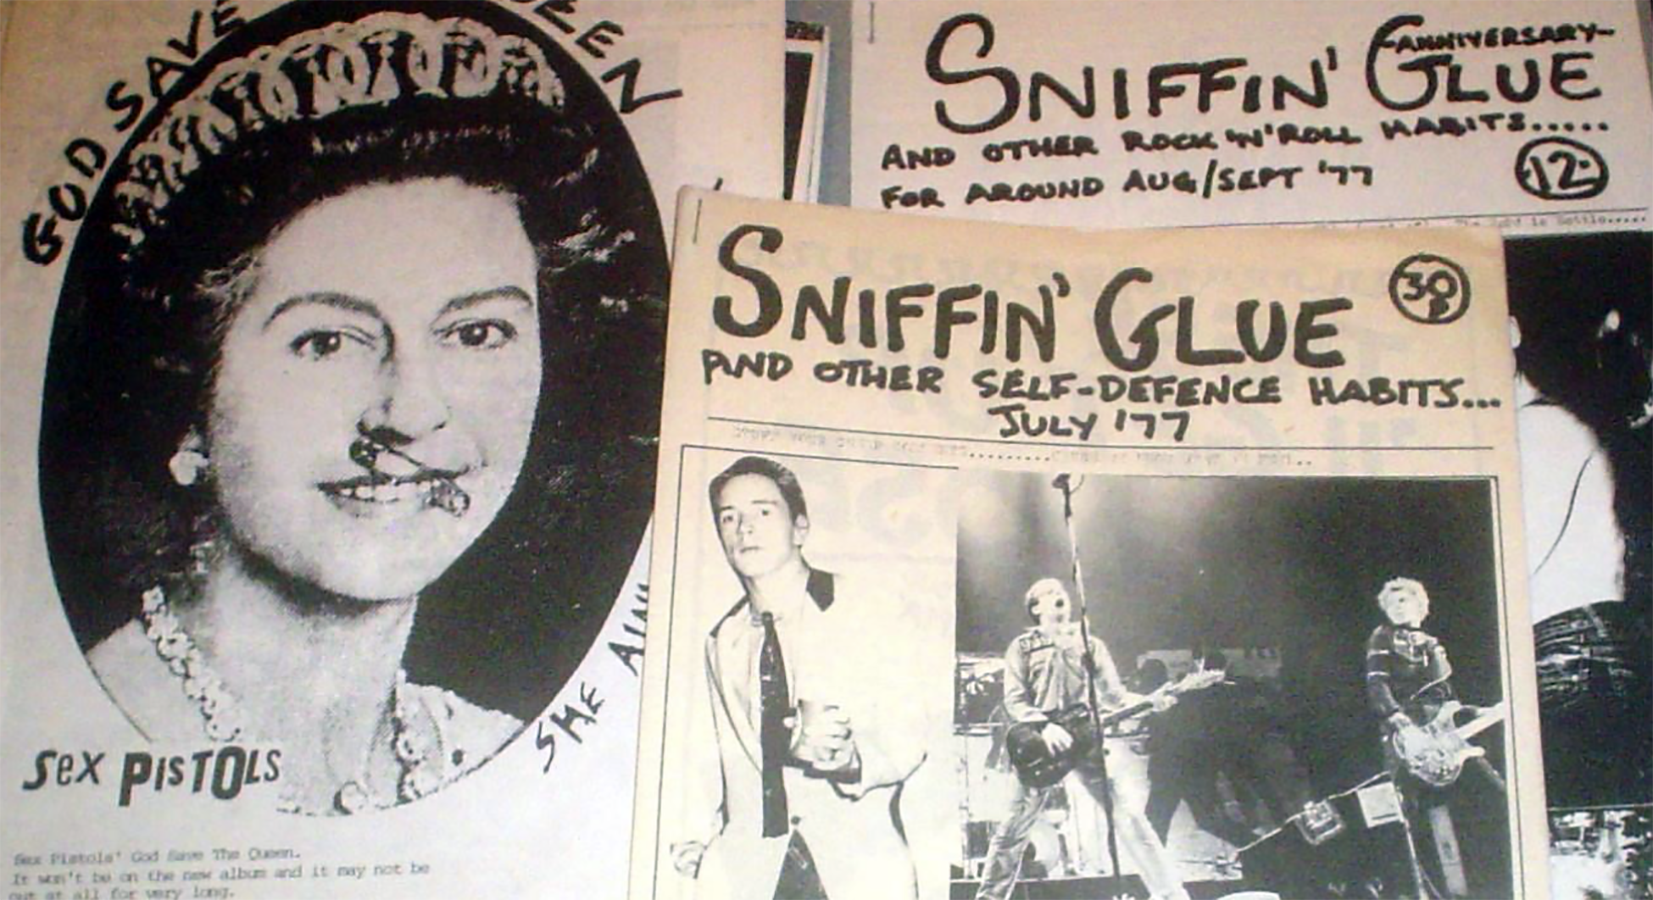 GOD SAVE QUEEN
SHE AIN'
SEX PISTOLS
Sex Pistols' God Save The Queen.
It won't be on the new album and it may not be
out at all for very long.
-ANNIVERSARY-
SNIFFIN' GLUE
AND OTHER ROCK 'N' ROLL HABITS.....
FOR AROUND AUG/SEPT '77
12
SNIFFIN' GLUE
30p
AND OTHER SELF-DEFENCE HABITS...
JULY '77